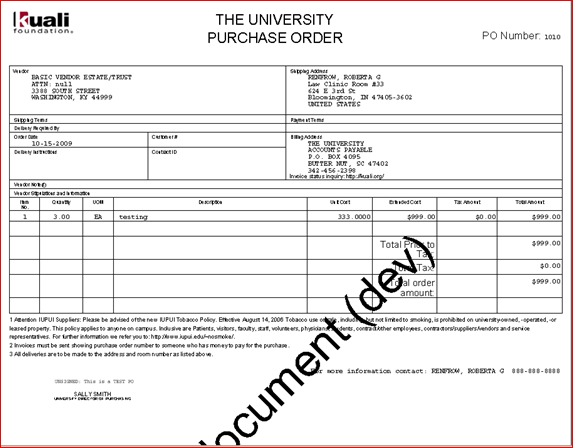 Kuali
foundation
THE UNIVERSITY
PURCHASE ORDER
PO Number: 1010
Vendor
BASIC VENDOR ESTATE/TRUST
ATTN: null
3388 SOUTH STREET
WASHINGTON, KY 44999
Shipping Address
RENFROW, ROBERTA G
Law Clinic Room #33
624 E 3rd St
Bloomington, IN 47405-3602
UNITED STATES
Shipping Terms
Payment Terms
Delivery Required By
Order Date
10-15-2009
Customer #
Delivery Instructions
Contract ID
Billing Address
THE UNIVERSITY
ACCOUNTS PAYABLE
P.O. BOX 4095
BUTTER NUT, SC 47402
342-456-2398
Invoice status inquiry: http://kuali.org/
Vendor Note(s)
Vendor Stipulations and Information
Item No. Quantity UOM Description Unit Cost Extended Cost Tax Amount Total Amount
1 3.00 EA testing 333.0000 $999.00 $0.00 $999.00
Total Prior to Tax: $999.00
Total Tax: $0.00
Total order amount: $999.00
1 Attention IUPUI Suppliers: Please be advised of the new IUPUI Tobacco Policy. Effective August 14, 2006 Tobacco use or sale, including but not limited to smoking, is prohibited on university-owned, -operated, -or
leased property. This policy applies to anyone on campus. Inclusive are Patients, visitors, faculty, staff, volunteers, physicians, students, contract/other employees, contractors/suppliers/vendors and service
representatives. For further information see refer you to: http://www.iupui.edu/~nosmoke/.
2 Invoices must be sent showing purchase order number to someone who has money to pay for the purchase.
3 All deliveries are to be made to the address and room number as listed above.
For more information contact: RENFROW, ROBERTA G 888-888-8888
UNSIGNED: This is a TEST PO
SALLY SMITH
UNIVERSITY DIRECTOR OF PURCHASING
ocument (dev)